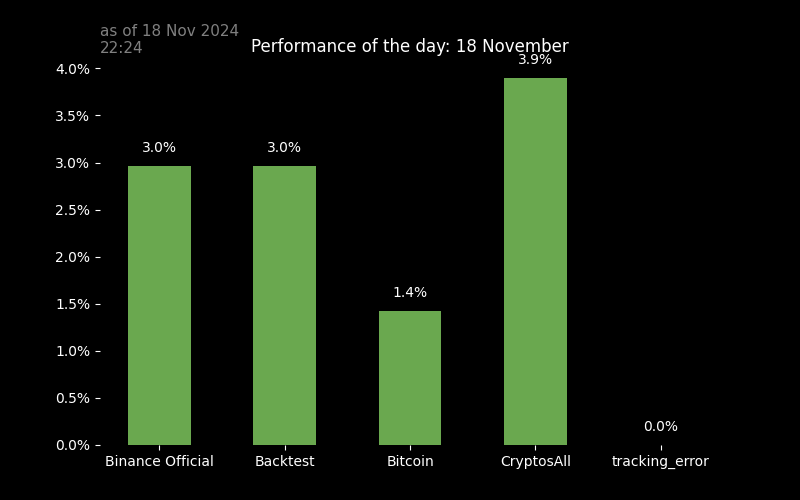 as of 18 Nov 2024
22:24
Performance of the day: 18 November
4.0%
3.5%
3.0%
2.5%
2.0%
1.5%
1.0%
0.5%
0.0%
3.0%
3.0%
1.4%
3.9%
0.0%
Binance Official
Backtest
Bitcoin
CryptosAll
tracking_error